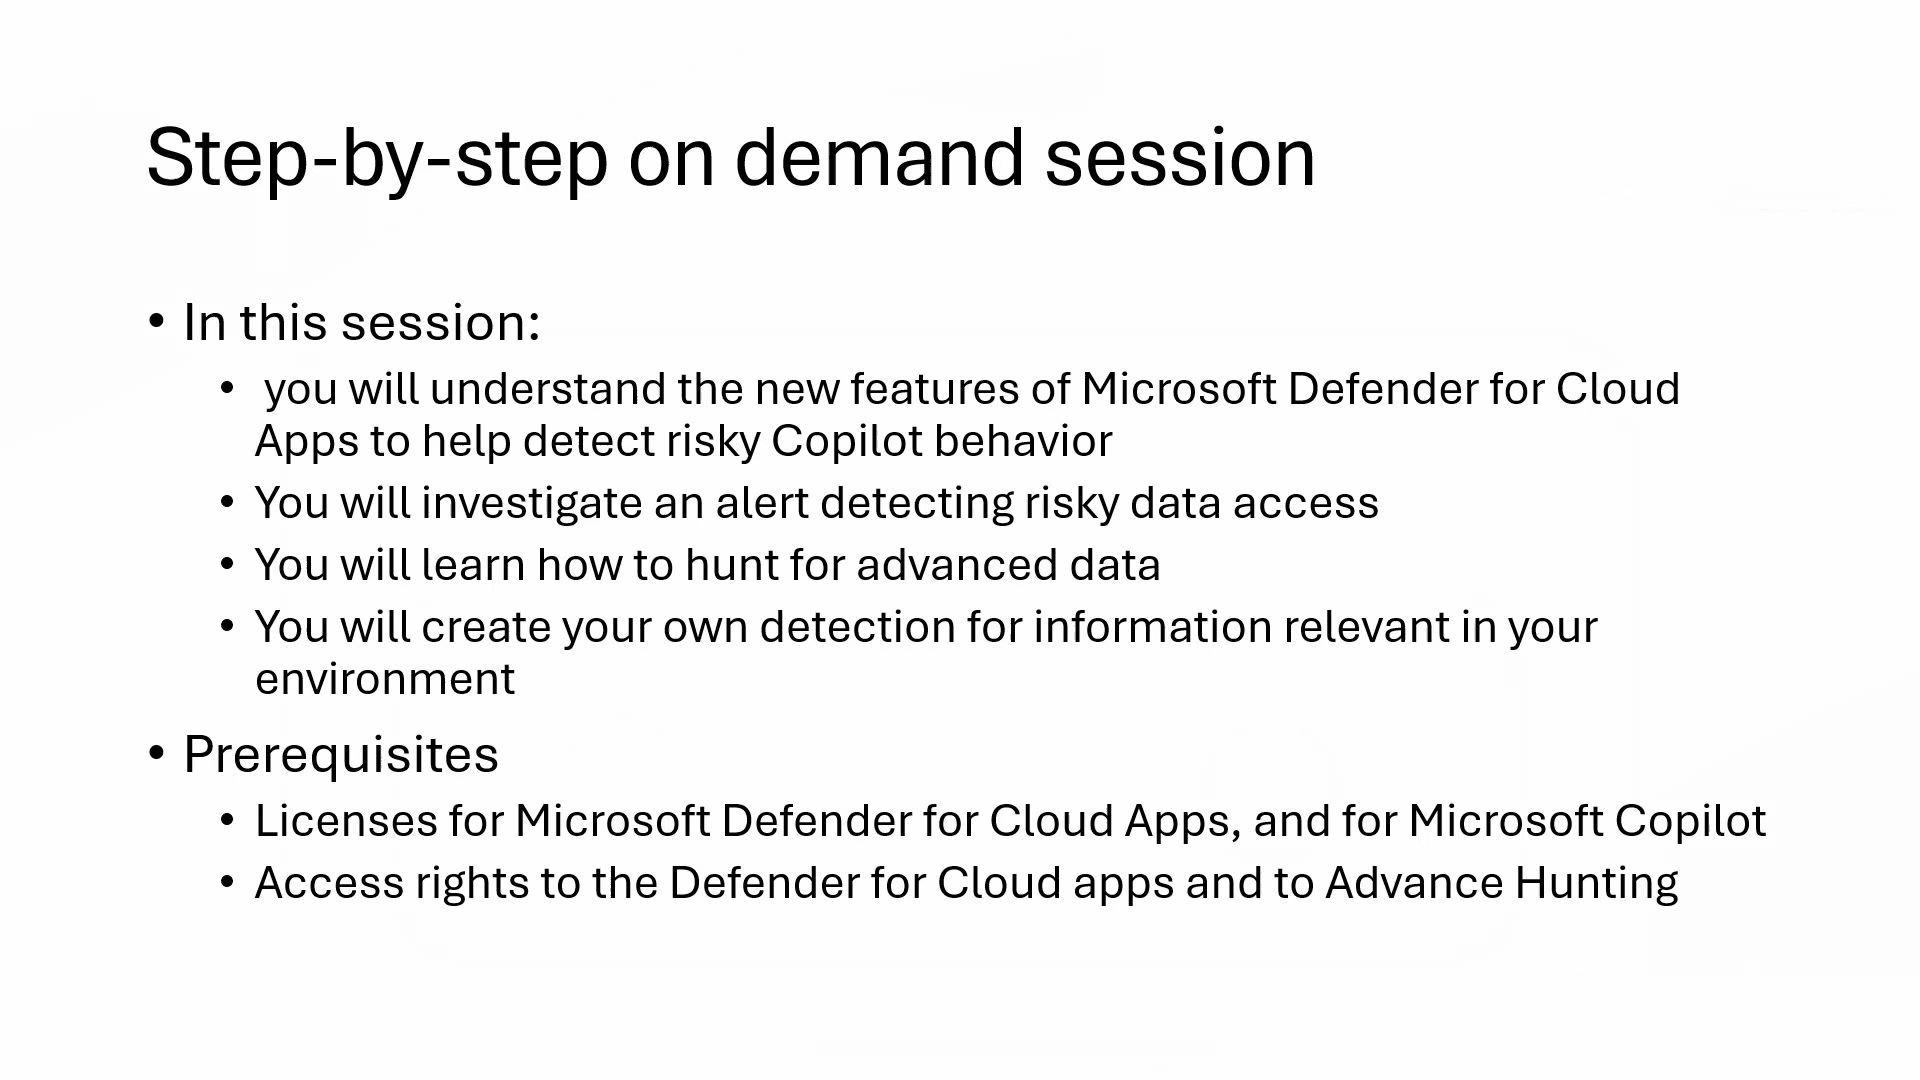 Step-by-step on demand session
• In this session:
• you will understand the new features of Microsoft Defender for Cloud
Apps to help detect risky Copilot behavior
• You will investigate an alert detecting risky data access
• You will learn how to hunt for advanced data
• You will create your own detection for information relevant in your
environment
• Prerequisites
• Licenses for Microsoft Defender for Cloud Apps, and for Microsoft Copilot
• Access rights to the Defender for Cloud apps and to Advance Hunting